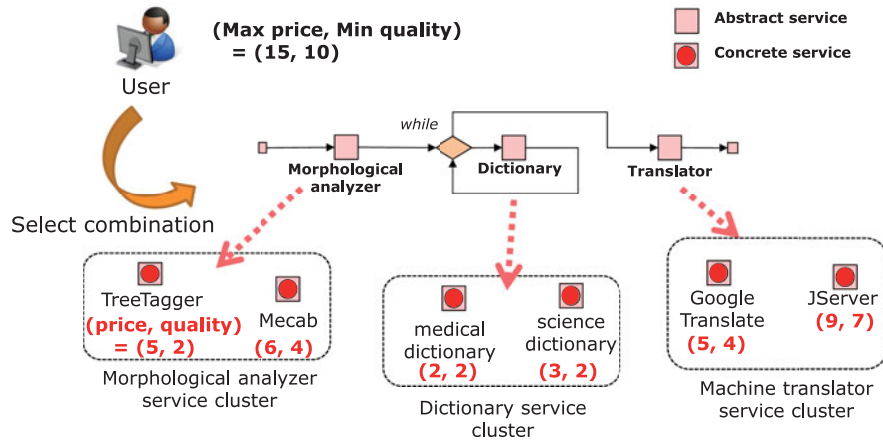 (Max price, Min quality)
= (15, 10)
Abstract service
Concrete service
User
while
Morphological
analyzer
Dictionary
Translator
Select combination
TreeTagger
(price, quality)
= (5, 2)
Mecab
(6, 4)
Morphological analyzer
service cluster
medical
dictionary
(2, 2)
science
dictionary
(3, 2)
Dictionary service
cluster
Google
Translate
(5, 4)
JServer
(9, 7)
Machine translator
service cluster